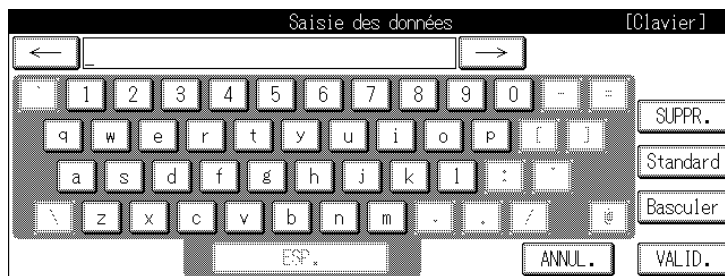 Saisie des données [Clavier]
← _ →
` 1 2 3 4 5 6 7 8 9 0 - =
SUPPR.
q w e r t y u i o p [ ]
Standard
a s d f g h j k l
Basculer
\ z x c v b n m . / @
ESP. ANNUL. VALID.